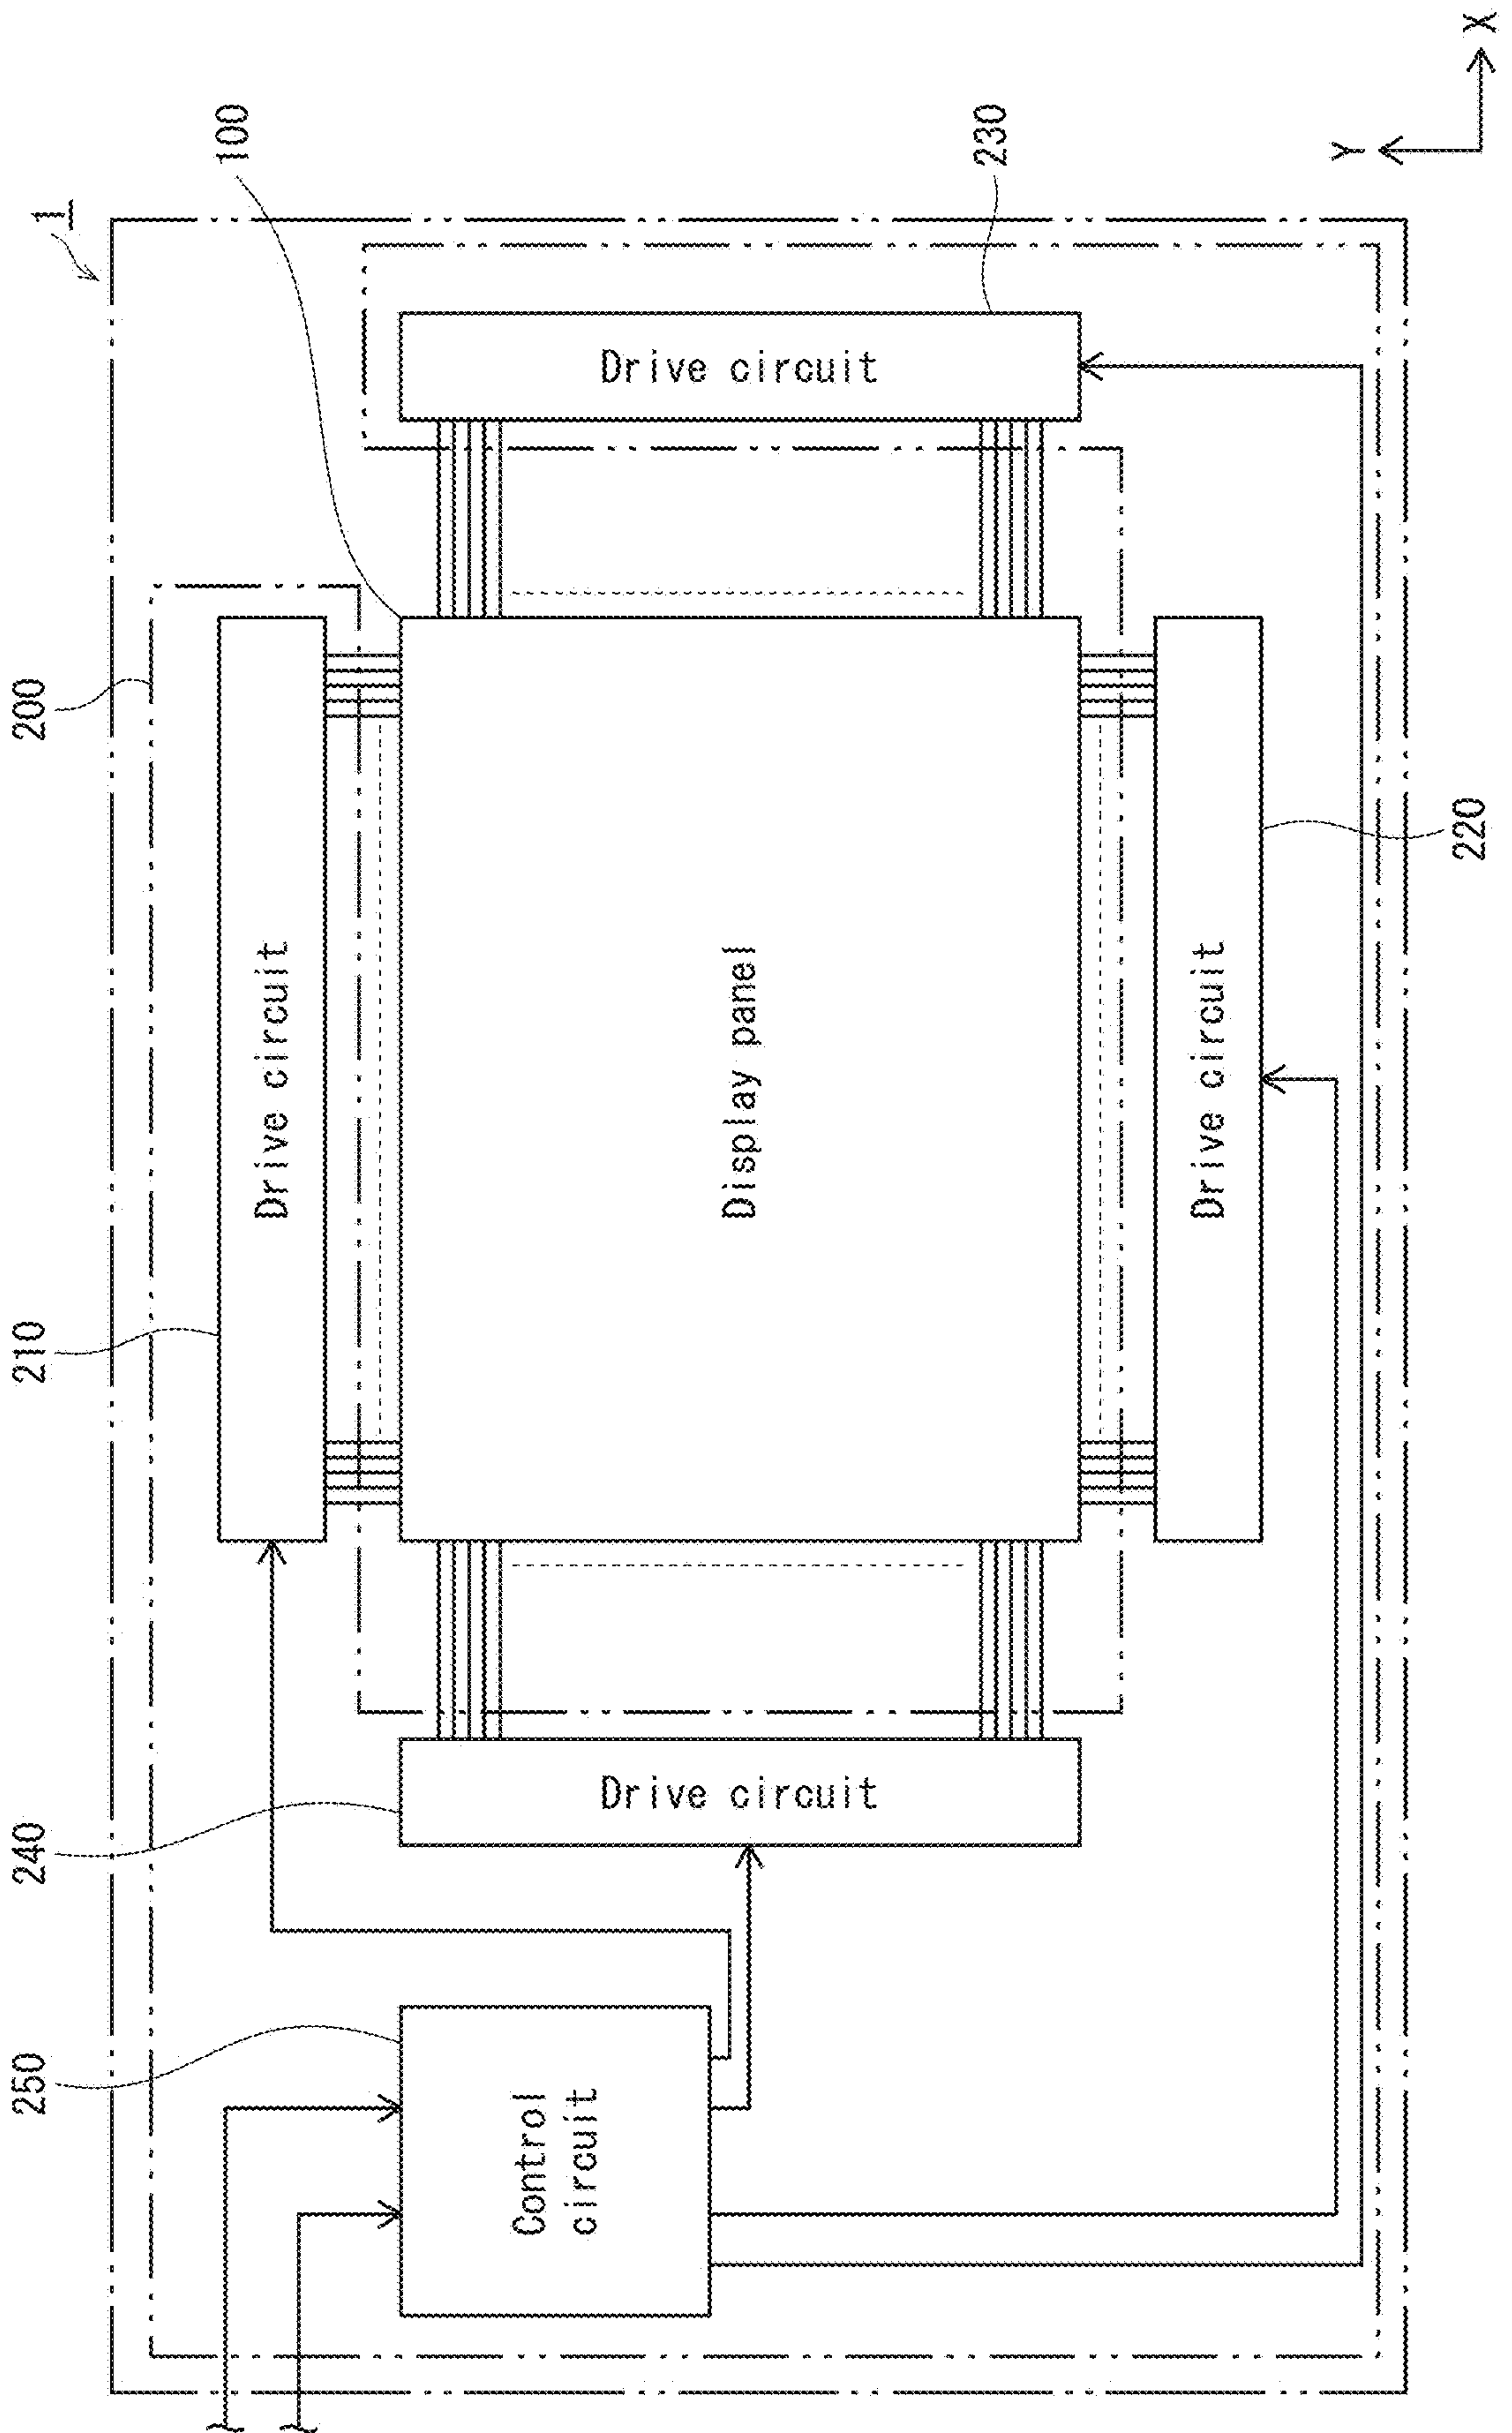 1
200
210
240
250
100
Drive circuit
Drive circuit
Display panel
Drive circuit
Control
circuit
Drive circuit
230
220
Y
X